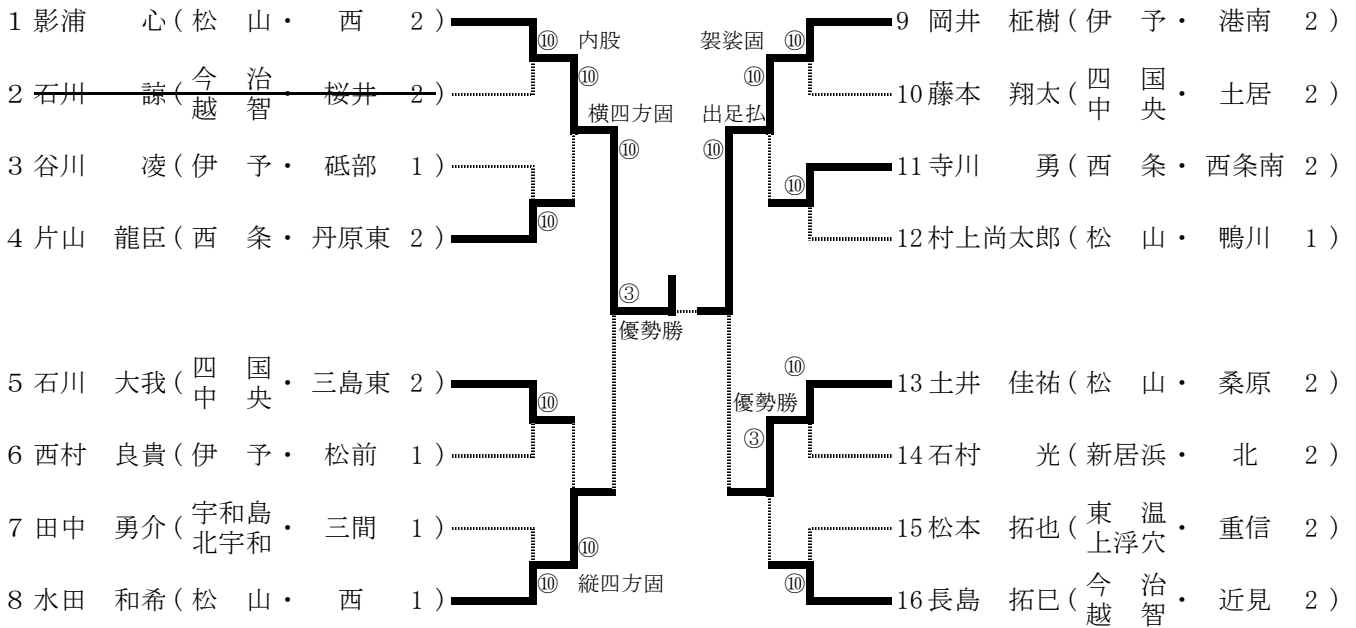 1 影浦　心(松　山・　西　2)
2 石川　諒(今　治越　智・　桜井　2)
3 谷川　凌(伊　予・　砥部　1)
4 片山　龍臣(西　条・　丹原東　2)
⑩ 内股
⑩
横四方固
⑩
⑩
③
優勢勝
5 石川　大我(四　国中　央・　三島東　2)
6 西村　良貴(伊　予・　松前　1)
7 田中　勇介(宇和島北宇和・　三間　1)
8 水田　和希(松　山・　西　1)
⑩
⑩
⑩ 縦四方固
9 岡井　柾樹(伊　予・　港南　2)
10 藤本　翔太(四　国中　央・　土居　2)
11 寺川　勇(西　条・　西条南　2)
12 村上尚太郎(松　山・　鴨川　1)
袈裟固 ⑩
⑩
出足払
⑩
⑩
13 土井　佳祐(松　山・　桑原　2)
14 石村　光(新居浜・　北　2)
15 松本　拓也(東　温上浮穴・　重信　2)
16 長島　拓巳(今　治越　智・　近見　2)
⑩
優勢勝
③
⑩